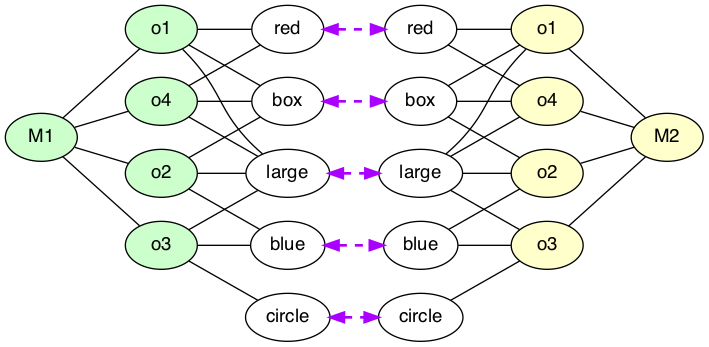 o1 red red o1
o4 box box o4
M1 M2
o2 large large o2
o3 blue blue o3
circle circle